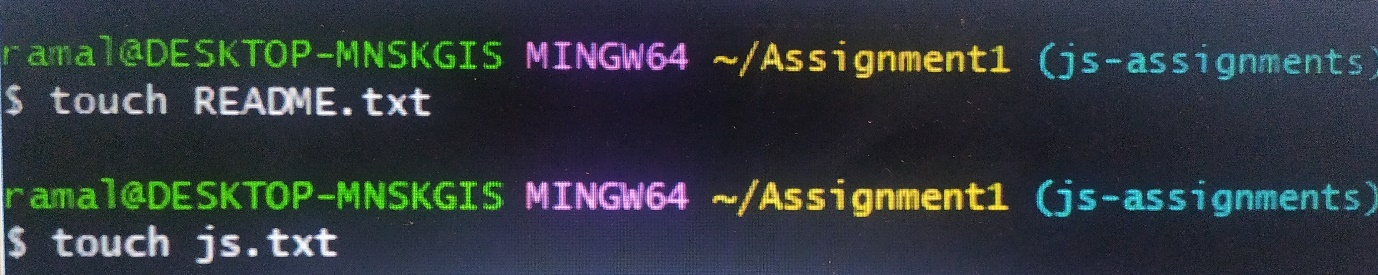 ramal@DESKTOP-MNSKGIS MINGW64 ~/Assignment1 (js-assignments)
$ touch README.txt
ramal@DESKTOP-MNSKGIS MINGW64 ~/Assignment1 (js-assignments)
$ touch js.txt